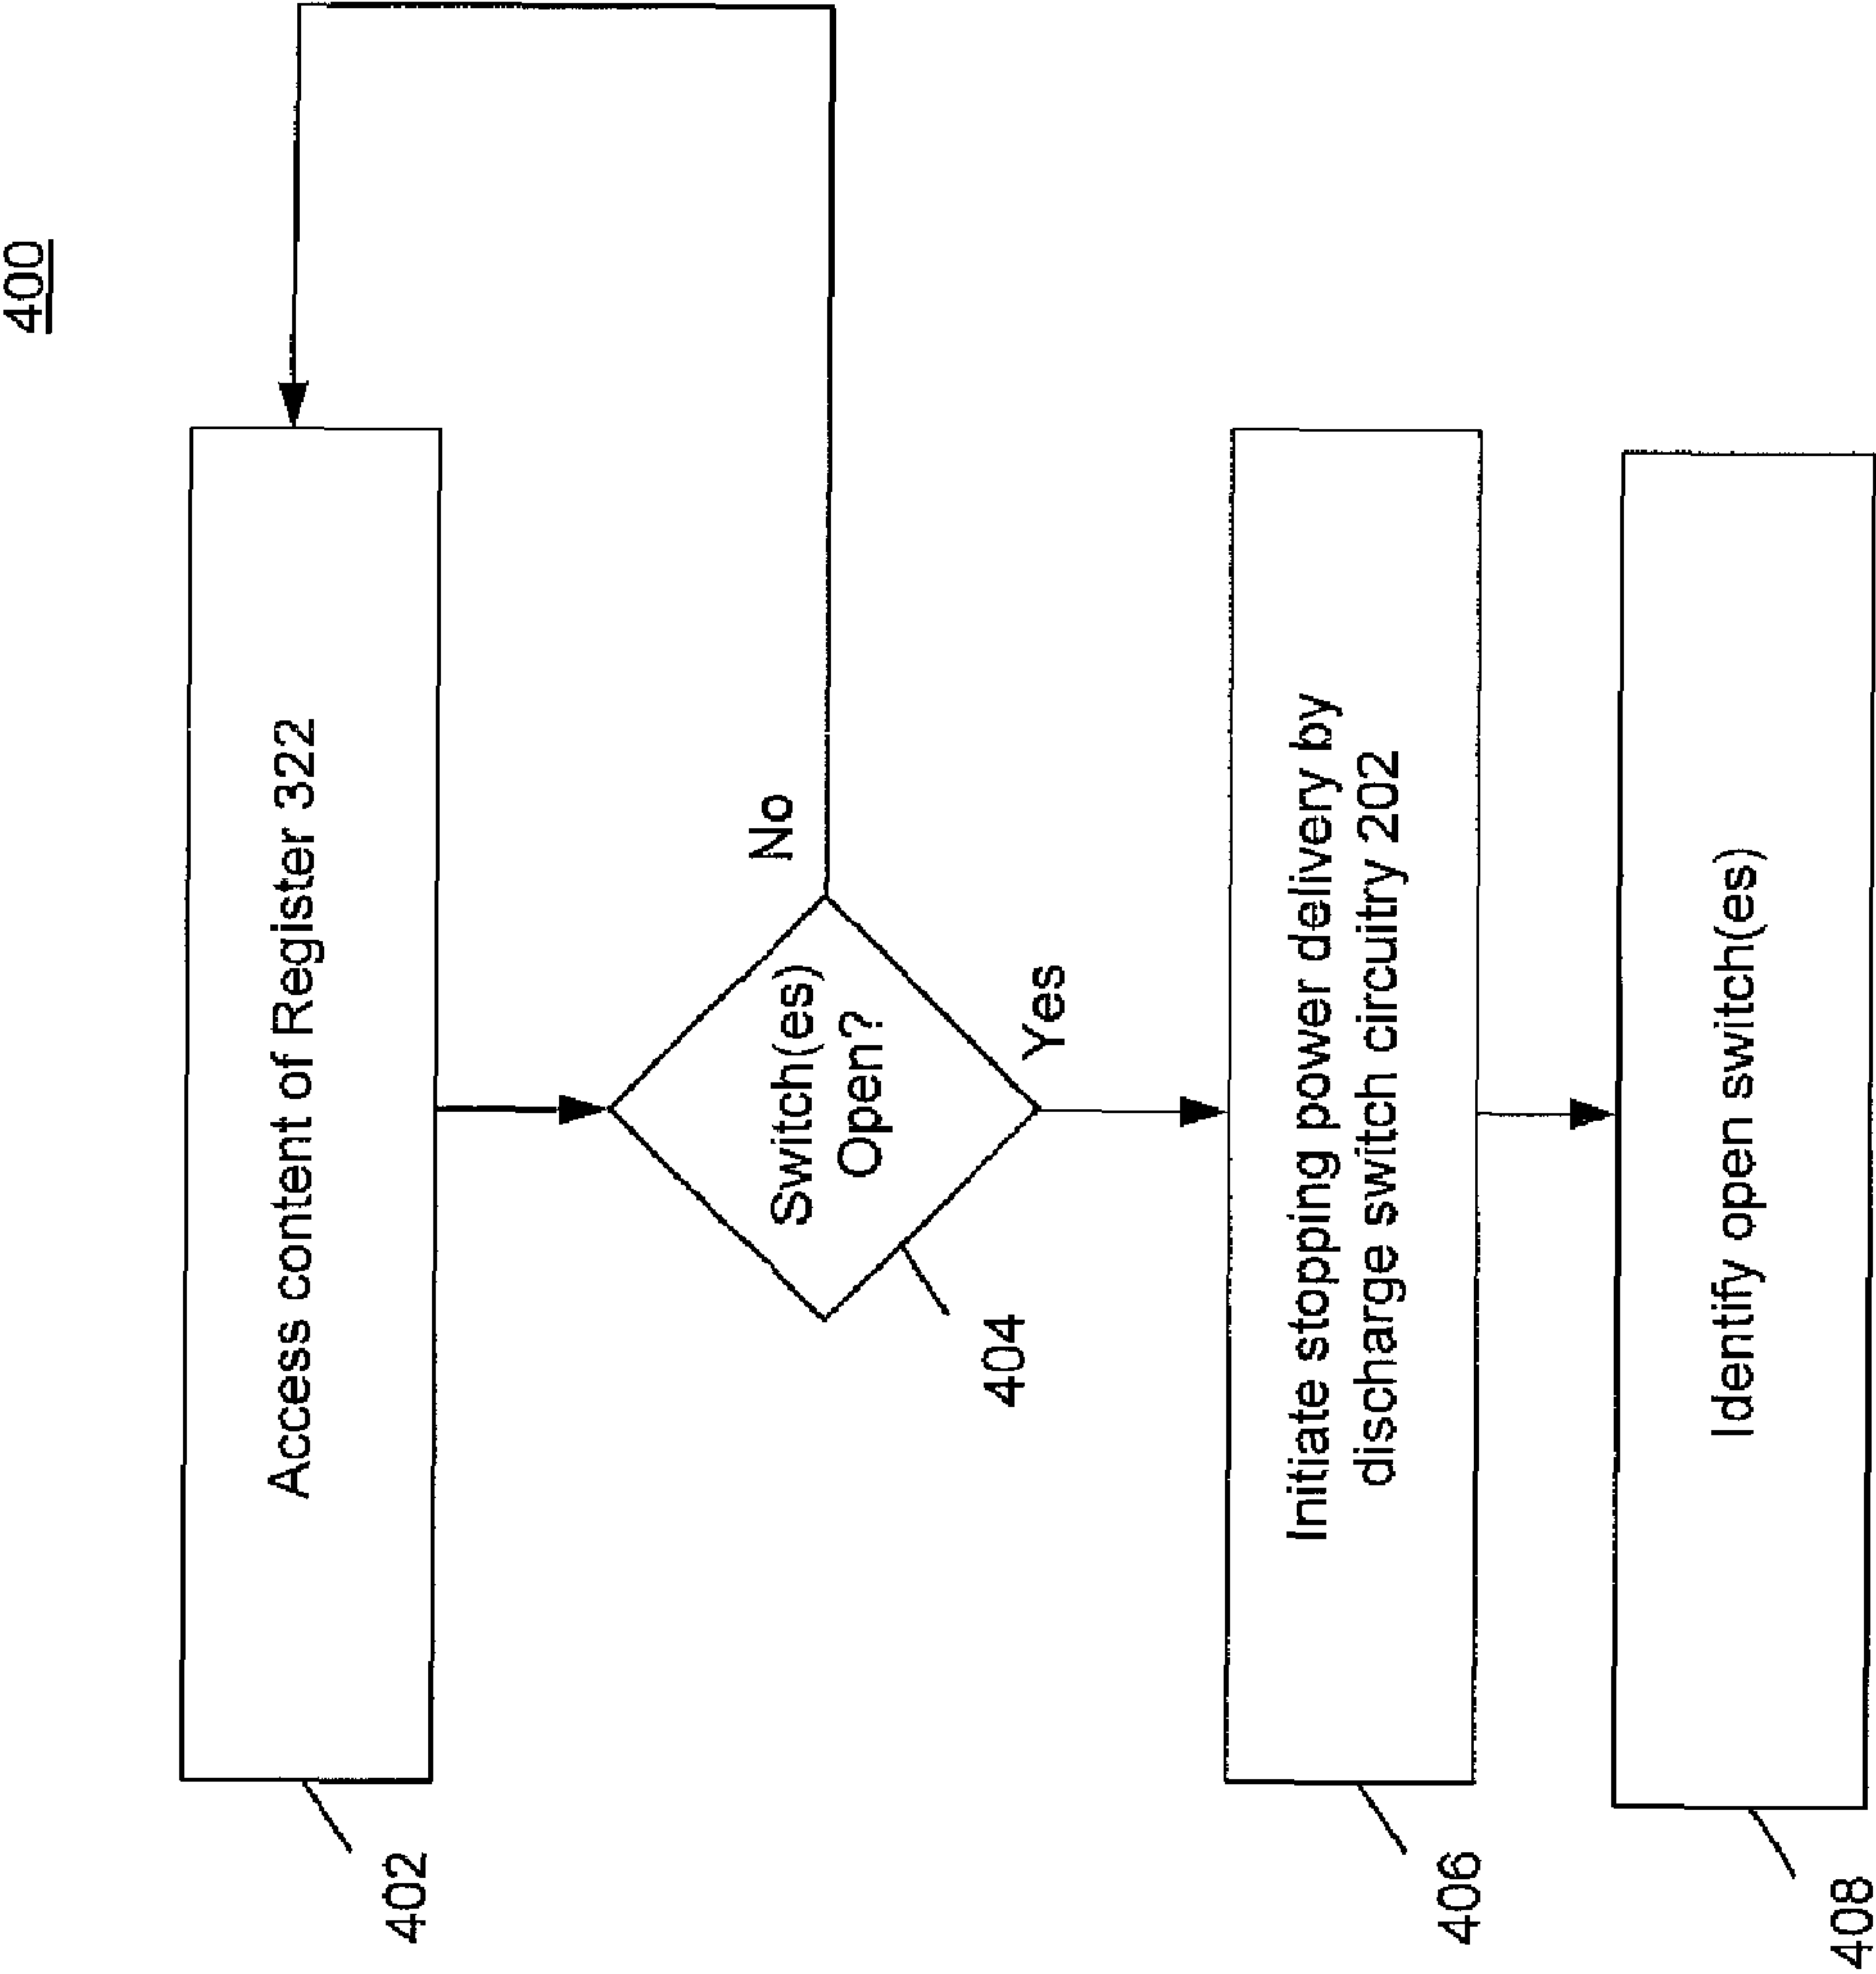 400
Access content of Register 322
402
Switch(es)
Open?
No
Yes
404
Initiate stopping power delivery by
discharge switch circuitry 202
406
Identify open switch(es)
408